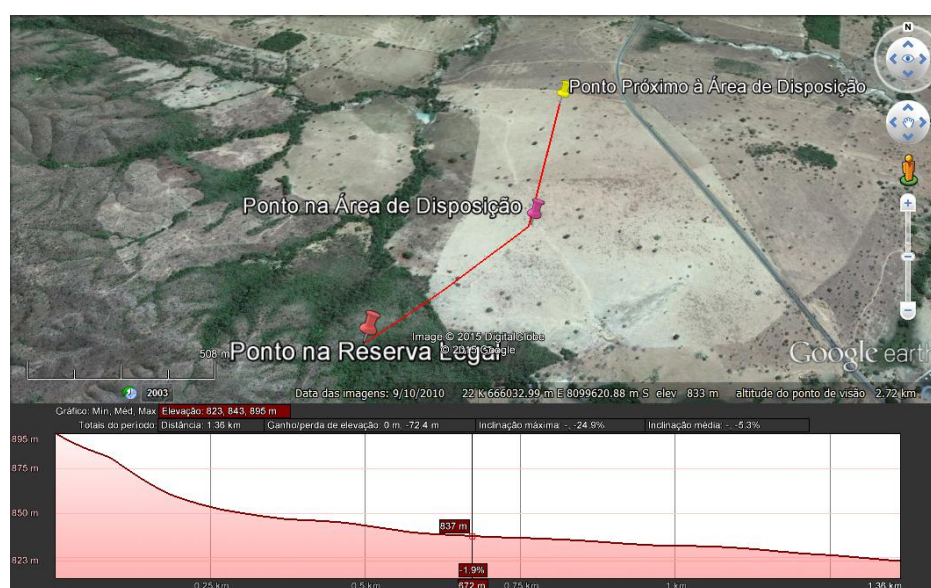 N
Ponto Próximo à Área de Disposição
Ponto na Área de Disposição
Ponto na Reserva Legal
Image © 2015 DigitalGlobe
© 2015 Google
508 m
Google earth
2003
Data das imagens: 9/10/2010 22 K 666032.99 m E 8099620.88 m S elev 833 m altitude do ponto de visão 2.72 km
Gráfico: Mín, Méd, Máx Elevação: 823, 843, 895 m
Totais do período: Distância: 1.36 km Ganho/perda de elevação: 0 m, -72.4 m Inclinação máxima: -, -24.9% Inclinação média: -, -5.3%
895 m
875 m
850 m
837 m
823 m
-1.9%
0.25 km 0.5 km 672 m 0.75 km 1 km 1.36 km